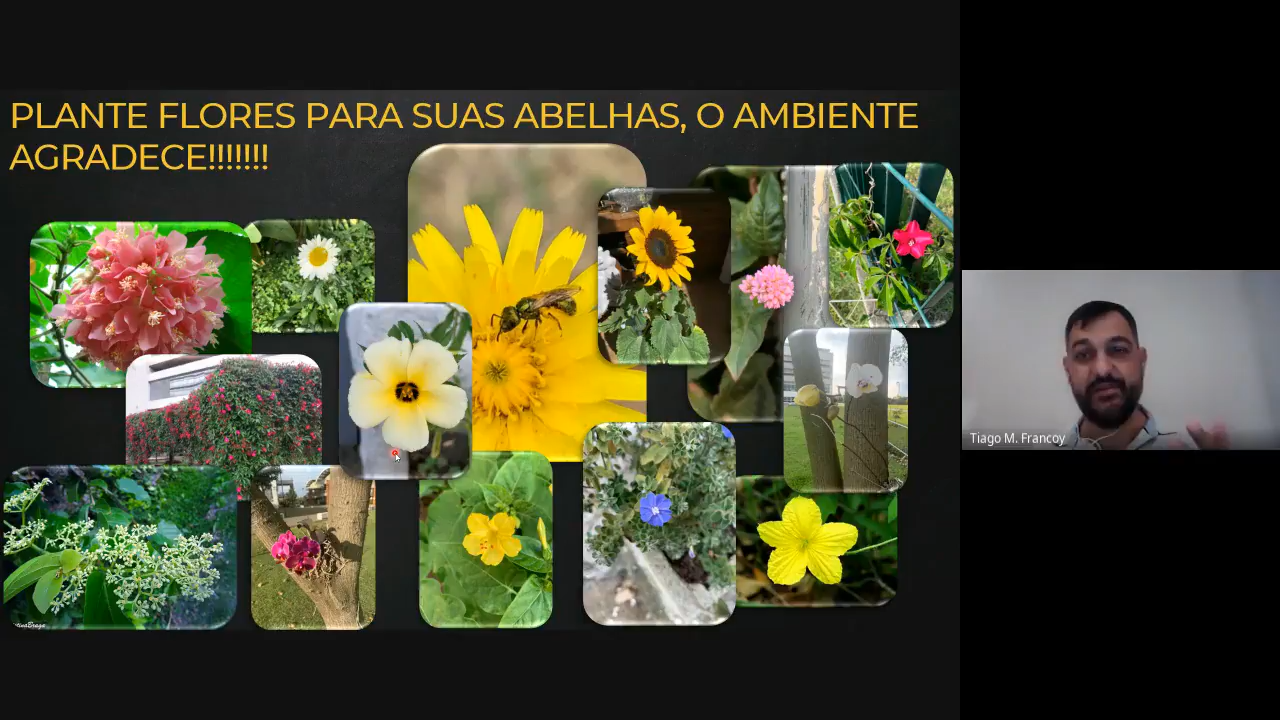 PLANTE FLORES PARA SUAS ABELHAS, O AMBIENTE
AGRADECE!!!!!!!
Tiago M. Francoy